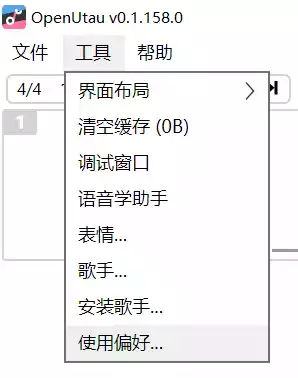 OpenUtau v0.1.158.0
文件 工具 帮助
4/4
界面布局
1
清空缓存 (0B)
调试窗口
语音学助手
表情...
歌手...
安装歌手...
使用偏好...